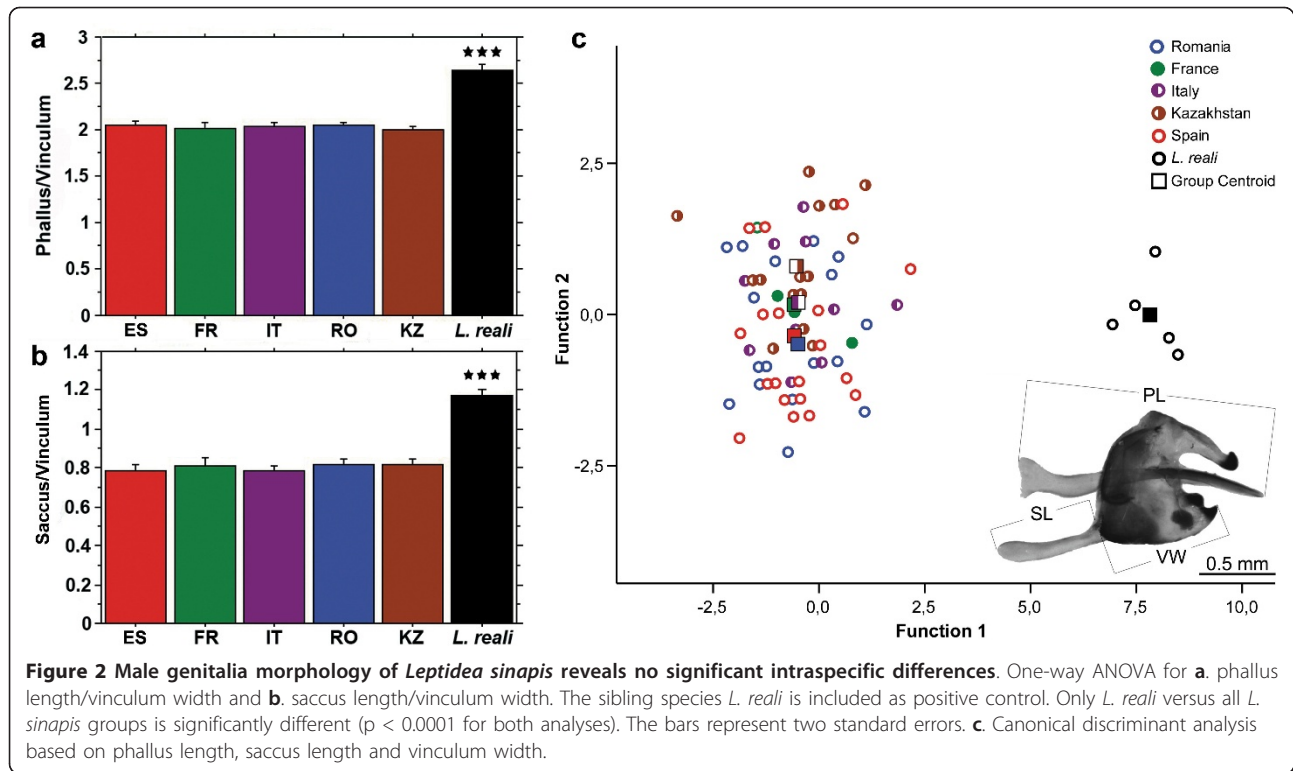 a
Phallus/Vinculum
3
2.5
2
1.5
1
0.5
0
★★★
ES FR IT RO KZ L. reali
b
Saccus/Vinculum
1.4
1.2
1
0.8
0.6
0.4
0.2
0
★★★
ES FR IT RO KZ L. reali
c
Function 2
2,5
0,0
-2,5
Romania
France
Italy
Kazakhstan
Spain
L. reali
Group Centroid
PL
SL
VW
0.5 mm
-2,5 0,0 2,5 5,0 7,5 10,0
Function 1
Figure 2 Male genitalia morphology of Leptidea sinapis reveals no significant intraspecific differences. One-way ANOVA for a. phallus
length/vinculum width and b. saccus length/vinculum width. The sibling species L. reali is included as positive control. Only L. reali versus all L.
sinapis groups is significantly different (p < 0.0001 for both analyses). The bars represent two standard errors. c. Canonical discriminant analysis
based on phallus length, saccus length and vinculum width.